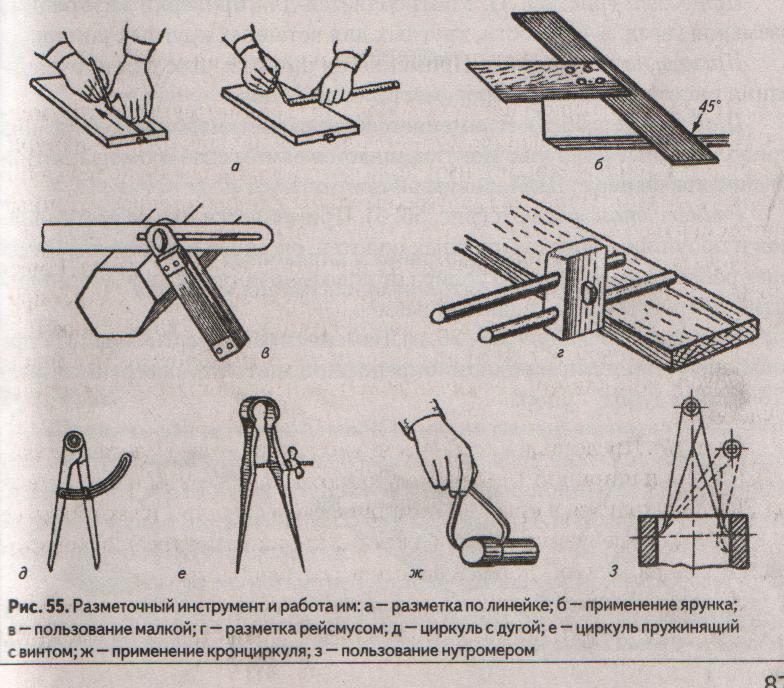 а
б
45°
в
г
д
е
ж
з
Рис. 55. Разметочный инструмент и работа им: а — разметка по линейке; б — применение ярунка;
в — пользование малкой; г — разметка рейсмусом; д — циркуль с дугой; е — циркуль пружинящий
с винтом; ж — применение кронциркуля; з — пользование нутромером